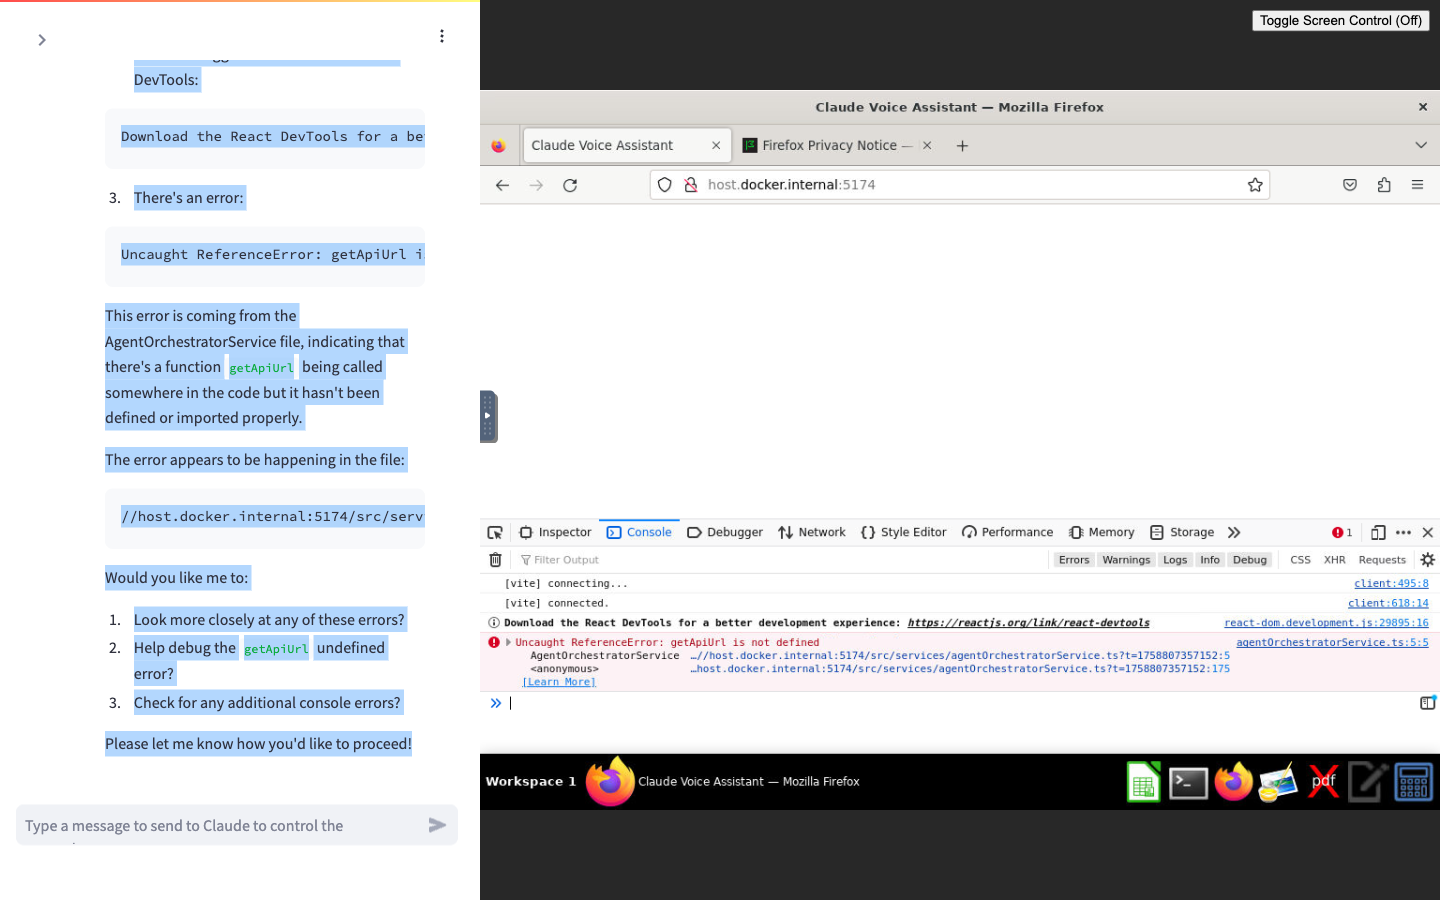 Toggle Screen Control (Off)
DevTools:
Download the React DevTools for a be
3. There's an error:
Uncaught ReferenceError: getApiUrl i
This error is coming from the
AgentOrchestratorService file, indicating that
there's a function getApiUrl being called
somewhere in the code but it hasn't been
defined or imported properly.
The error appears to be happening in the file:
//host.docker.internal:5174/src/serv
Would you like me to:
1. Look more closely at any of these errors?
2. Help debug the getApiUrl undefined
error?
3. Check for any additional console errors?
Please let me know how you'd like to proceed!
Type a message to send to Claude to control the
Claude Voice Assistant — Mozilla Firefox
Claude Voice Assistant
Firefox Privacy Notice —
host.docker.internal:5174
Inspector Console Debugger Network Style Editor Performance Memory Storage 1
Filter Output Errors Warnings Logs Info Debug CSS XHR Requests
[vite] connecting... client:495:8
[vite] connected. client:618:14
Download the React DevTools for a better development experience: https://reactjs.org/link/react-devtools react-dom.development.js:29895:16
Uncaught ReferenceError: getApiUrl is not defined agentOrchestratorService.ts:5:5
AgentOrchestratorService …//host.docker.internal:5174/src/services/agentOrchestratorService.ts?t=1758807357152:5
<anonymous> …host.docker.internal:5174/src/services/agentOrchestratorService.ts?t=1758807357152:175
[Learn More]
Workspace 1 Claude Voice Assistant — Mozilla Firefox pdf